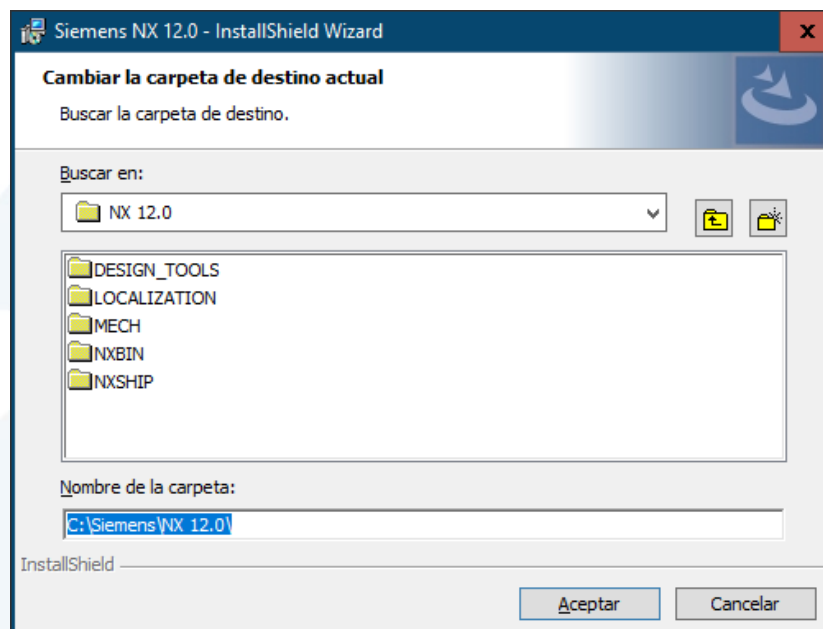 Siemens NX 12.0 - InstallShield Wizard
Cambiar la carpeta de destino actual
Buscar la carpeta de destino.
Buscar en:
NX 12.0
DESIGN_TOOLS
LOCALIZATION
MECH
NXBIN
NXSHIP
Nombre de la carpeta:
C:\Siemens\NX 12.0\
InstallShield
Aceptar Cancelar